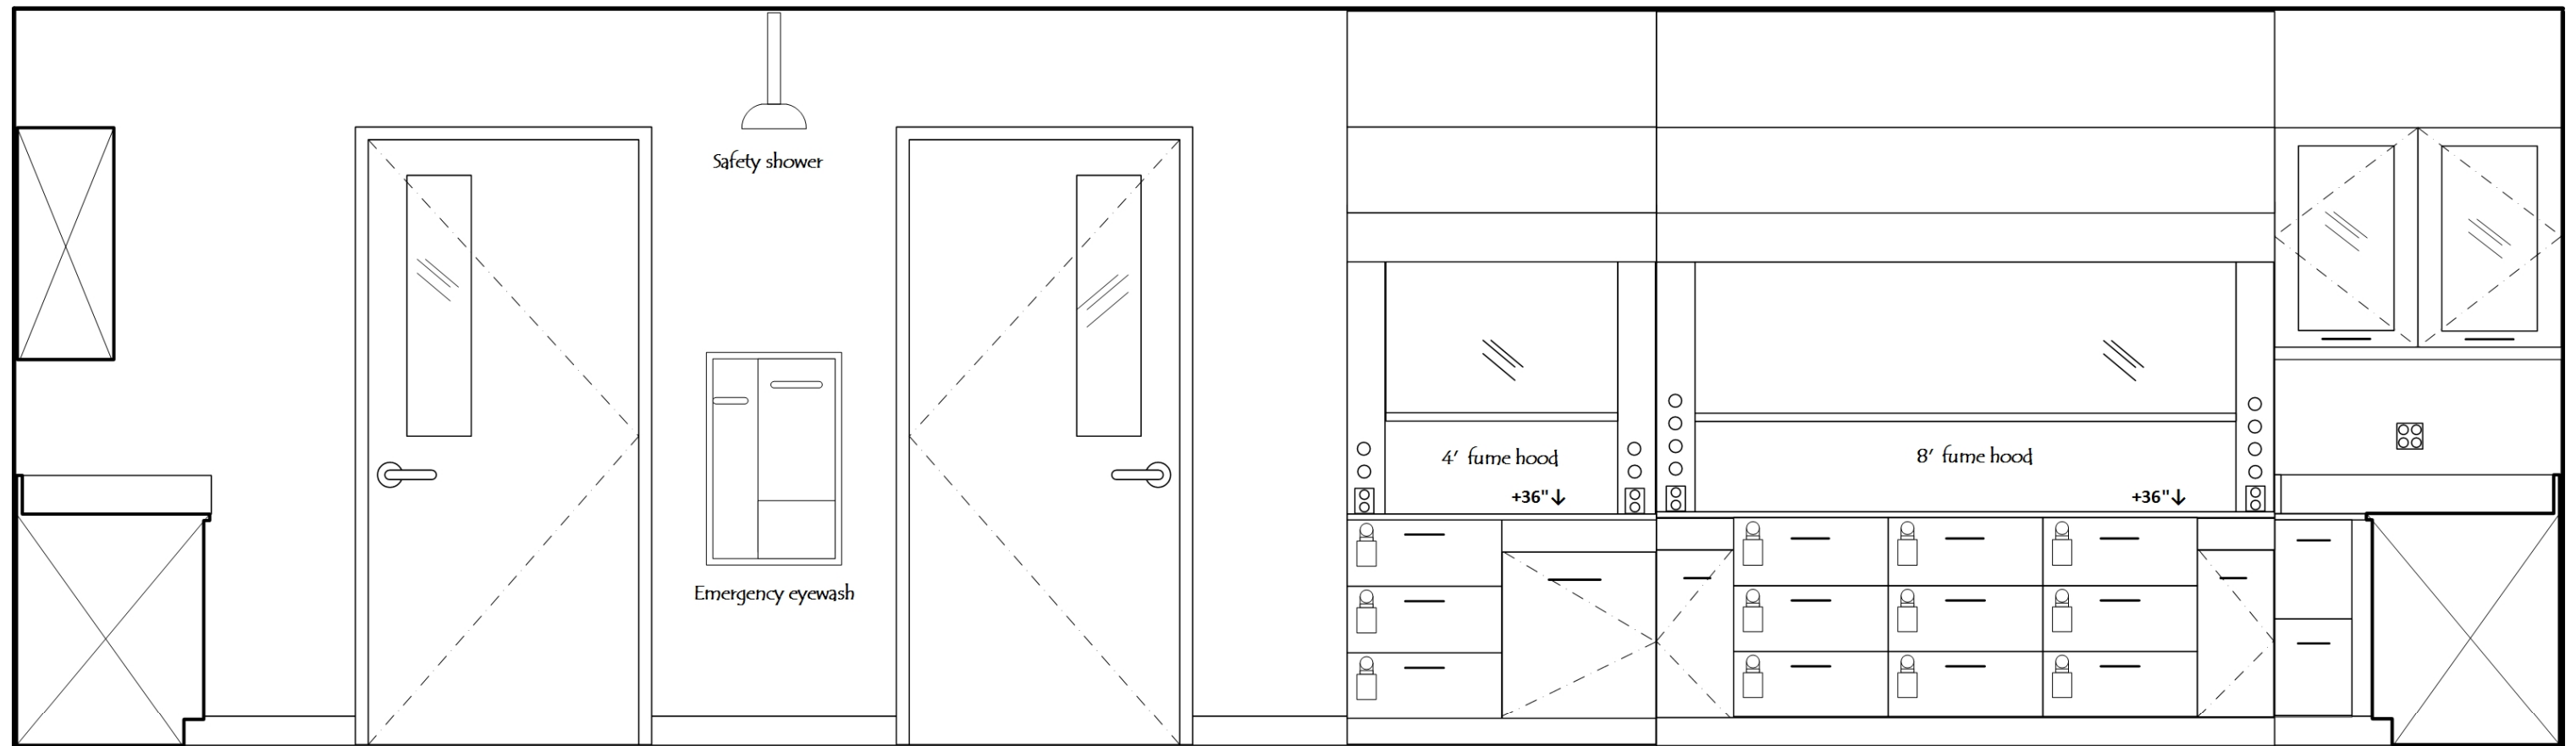 Safety shower
Emergency eyewash
4' fume hood
+36"↓
8' fume hood
+36"↓